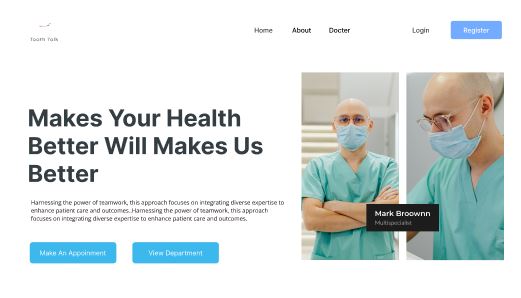 Tooth Talk
Home
About
Docter
Login
Register
Makes Your Health
Better Will Makes Us
Better
Harnessing the power of teamwork, this approach focuses on integrating diverse expertise to
enhance patient care and outcomes..Harnessing the power of teamwork, this approach
focuses on integrating diverse expertise to enhance patient care and outcomes.
Make An Appoinment
View Department
Mark Broownn
Multispecialist